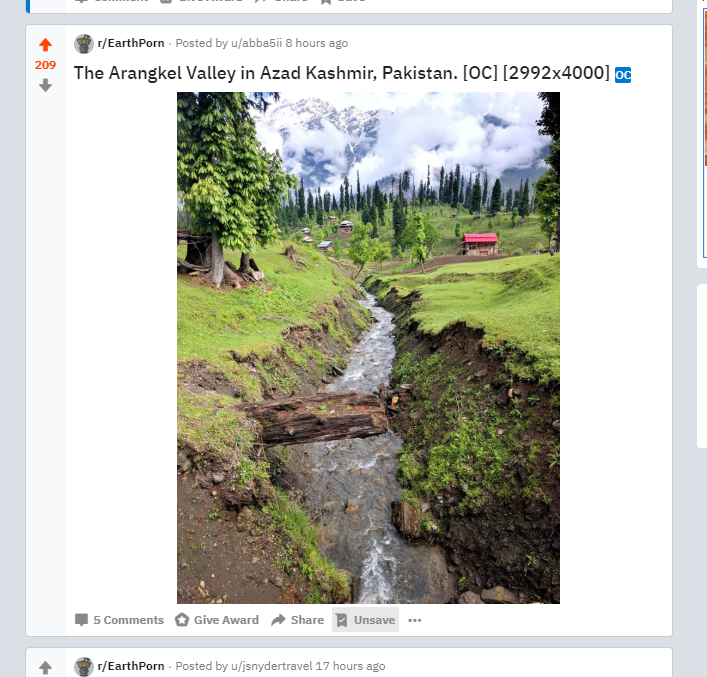 r/EarthPorn · Posted by u/abba5ii 8 hours ago
209
The Arangkel Valley in Azad Kashmir, Pakistan. [OC] [2992x4000] OC
5 Comments Give Award Share Unsave
r/EarthPorn · Posted by u/jsnydertravel 17 hours ago